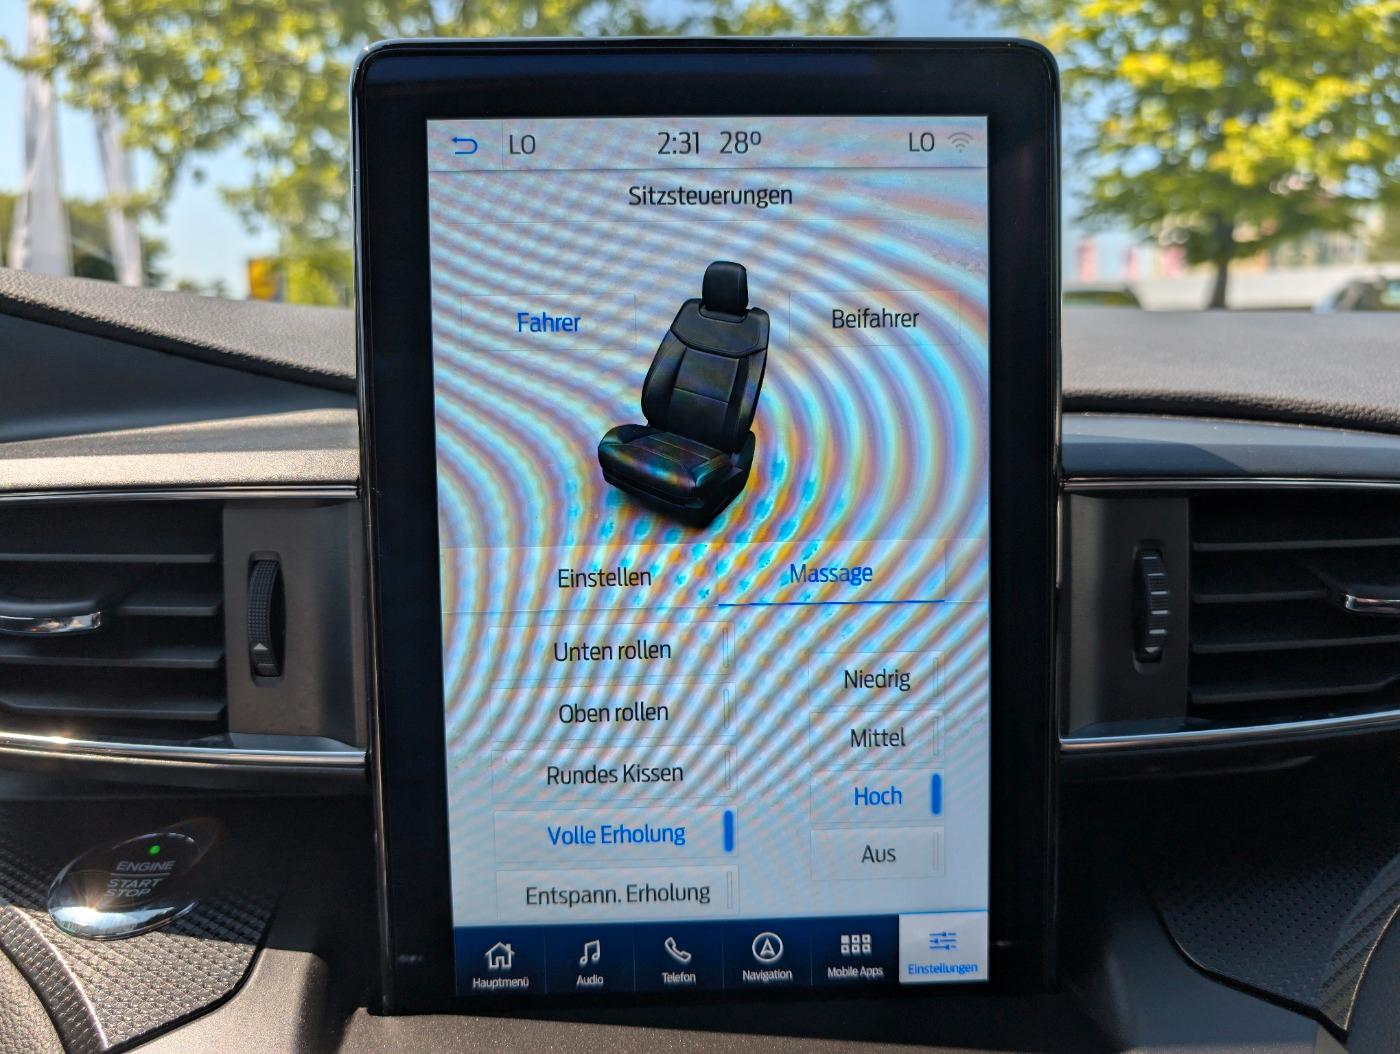 LO 2:31 28º LO
Sitzsteuerungen
Fahrer
Beifahrer
Einstellen
Massage
Unten rollen
Oben rollen
Rundes Kissen
Volle Erholung
Entspann. Erholung
Niedrig
Mittel
Hoch
Aus
Hauptmenü
Audio
Telefon
Navigation
Mobile Apps
Einstellungen
ENGINE
START
STOP